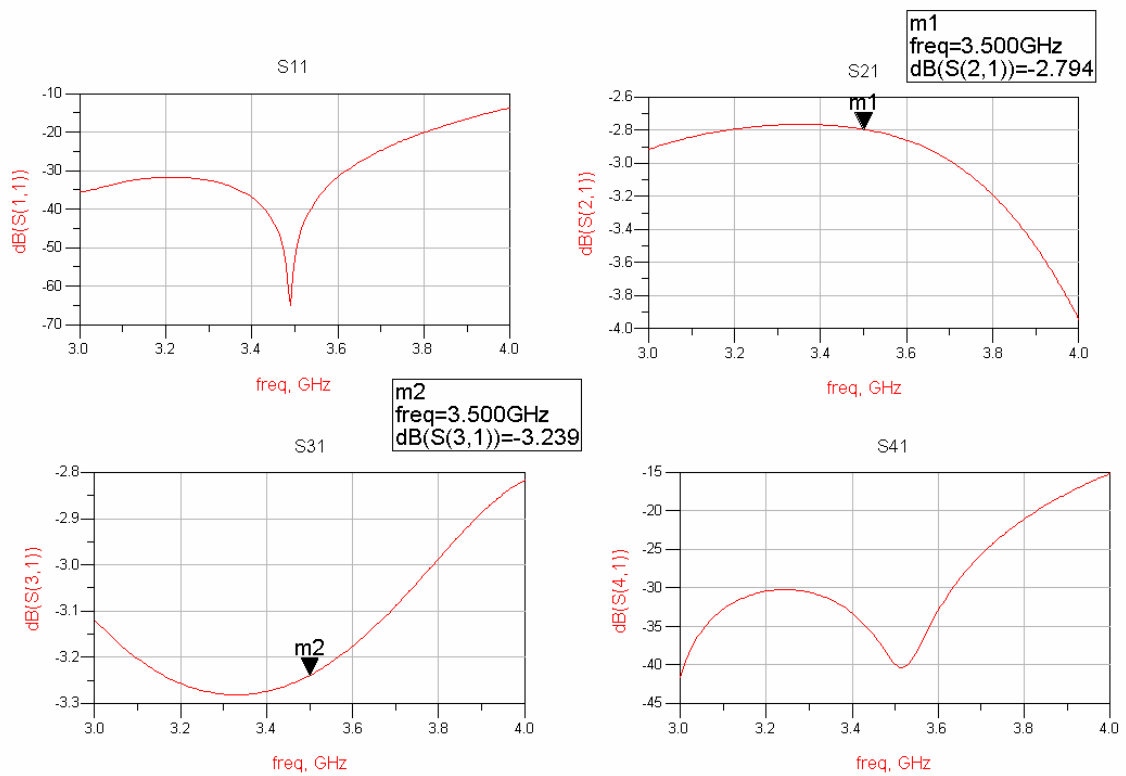 m1
freq=3.500GHz
dB(S(2,1))=-2.794
S11
S21
-10
-20
-30
-40
-50
-60
-70
dB(S(1,1))
3.0
3.2
3.4
3.6
3.8
4.0
freq, GHz
-2.6
-2.8
-3.0
-3.2
-3.4
-3.6
-3.8
-4.0
dB(S(2,1))
m1
3.0
3.2
3.4
3.6
3.8
4.0
freq, GHz
m2
freq=3.500GHz
dB(S(3,1))=-3.239
S31
S41
-2.8
-2.9
-3.0
-3.1
-3.2
-3.3
dB(S(3,1))
m2
3.0
3.2
3.4
3.6
3.8
4.0
freq, GHz
-15
-20
-25
-30
-35
-40
-45
dB(S(4,1))
3.0
3.2
3.4
3.6
3.8
4.0
freq, GHz